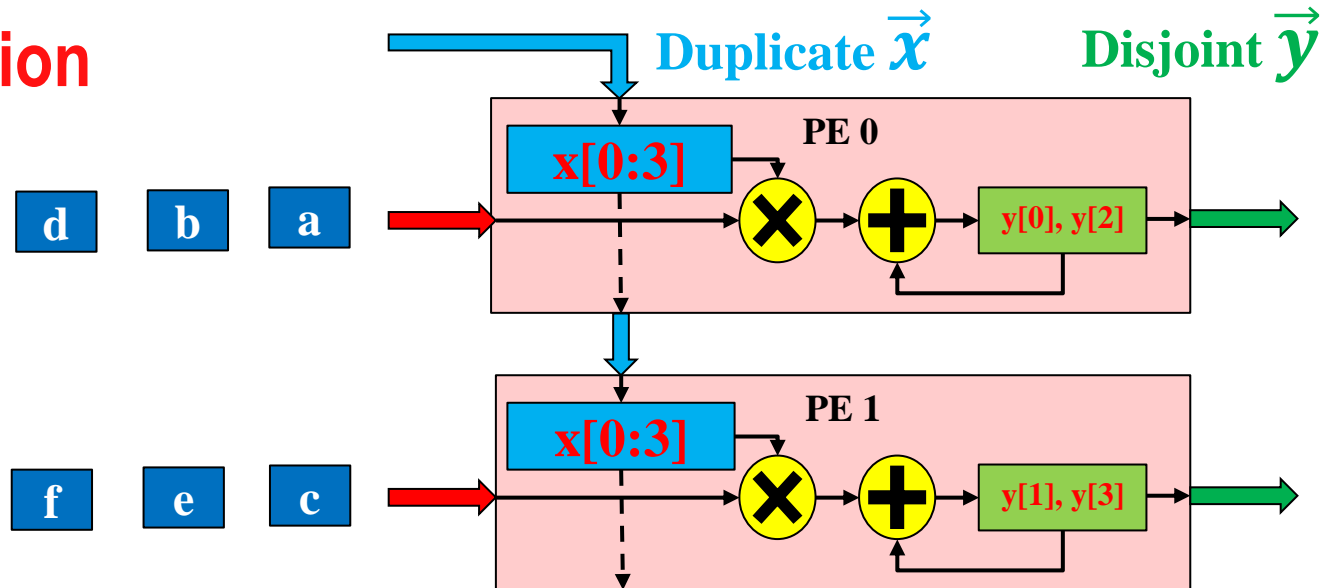 ion
Duplicate x
Disjoint y
PE 0
x[0:3]
d b a
y[0], y[2]
PE 1
x[0:3]
f e c
y[1], y[3]